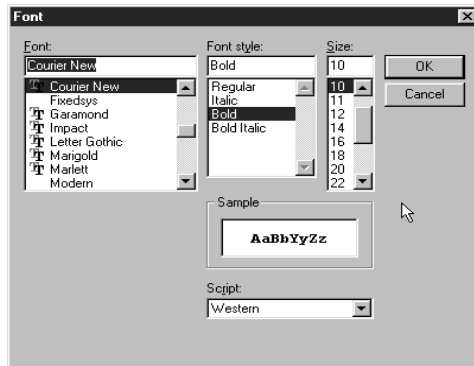 Font
Font:
Courier New
Courier New
Fixedsys
Garamond
Impact
Letter Gothic
Marigold
Marlett
Modern
Font style:
Bold
Regular
Italic
Bold
Bold Italic
Size:
10
10
11
12
14
16
18
20
22
OK
Cancel
Sample
AaBbYyZz
Script:
Western